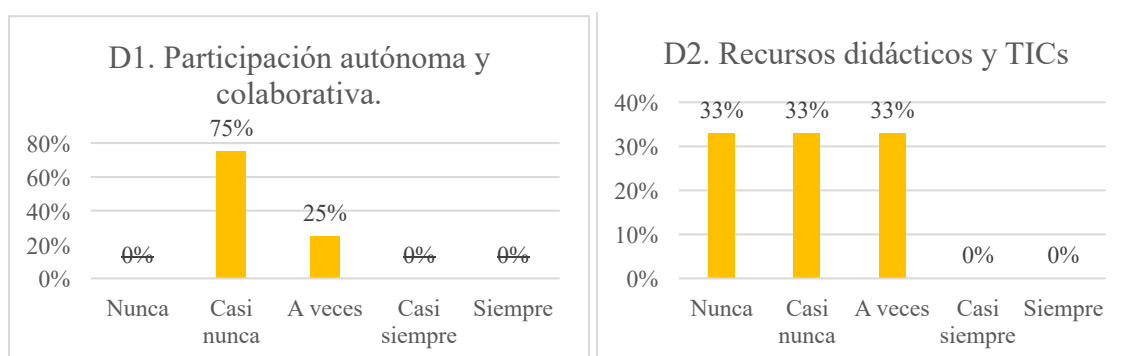 D1. Participación autónoma y
colaborativa.
80%
60%
40%
20%
0%
0%
75%
25%
0%
0%
Nunca
Casi
nunca
A veces
Casi
siempre
Siempre
D2. Recursos didácticos y TICs
40%
30%
20%
10%
0%
33%
33%
33%
0%
0%
Nunca
Casi
nunca
A veces
Casi
siempre
Siempre